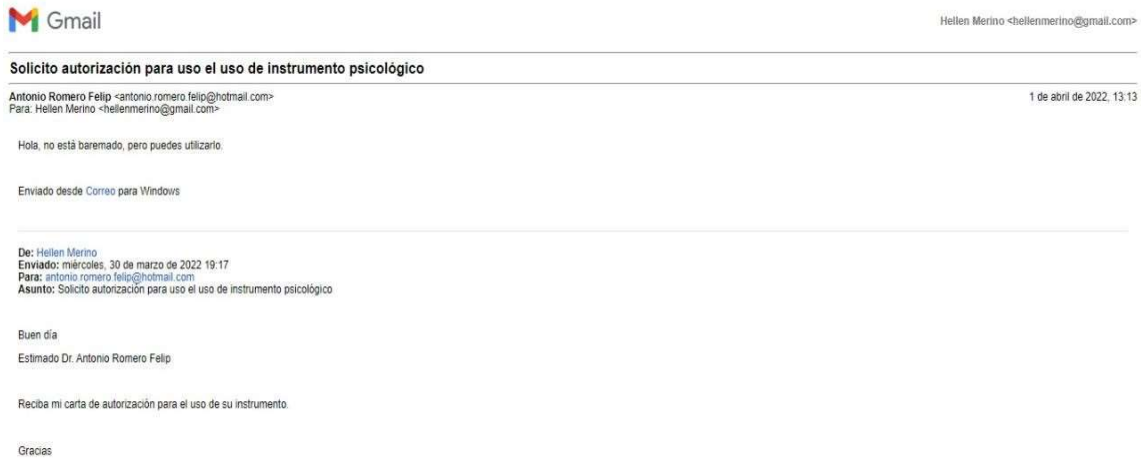 Gmail
Hellen Merino <hellenmerino@gmail.com>
Solicito autorización para uso el uso de instrumento psicológico
Antonio Romero Felip <antonio.romero.felip@hotmail.com>
1 de abril de 2022, 13:13
Para: Hellen Merino <hellenmerino@gmail.com>
Hola, no está baremado, pero puedes utilizarlo.
Enviado desde Correo para Windows
De: Hellen Merino
Enviado: miércoles, 30 de marzo de 2022 19:17
Para: antonio.romero.felip@hotmail.com
Asunto: Solicito autorización para uso el uso de instrumento psicológico
Buen día
Estimado Dr. Antonio Romero Felip
Reciba mi carta de autorización para el uso de su instrumento.
Gracias